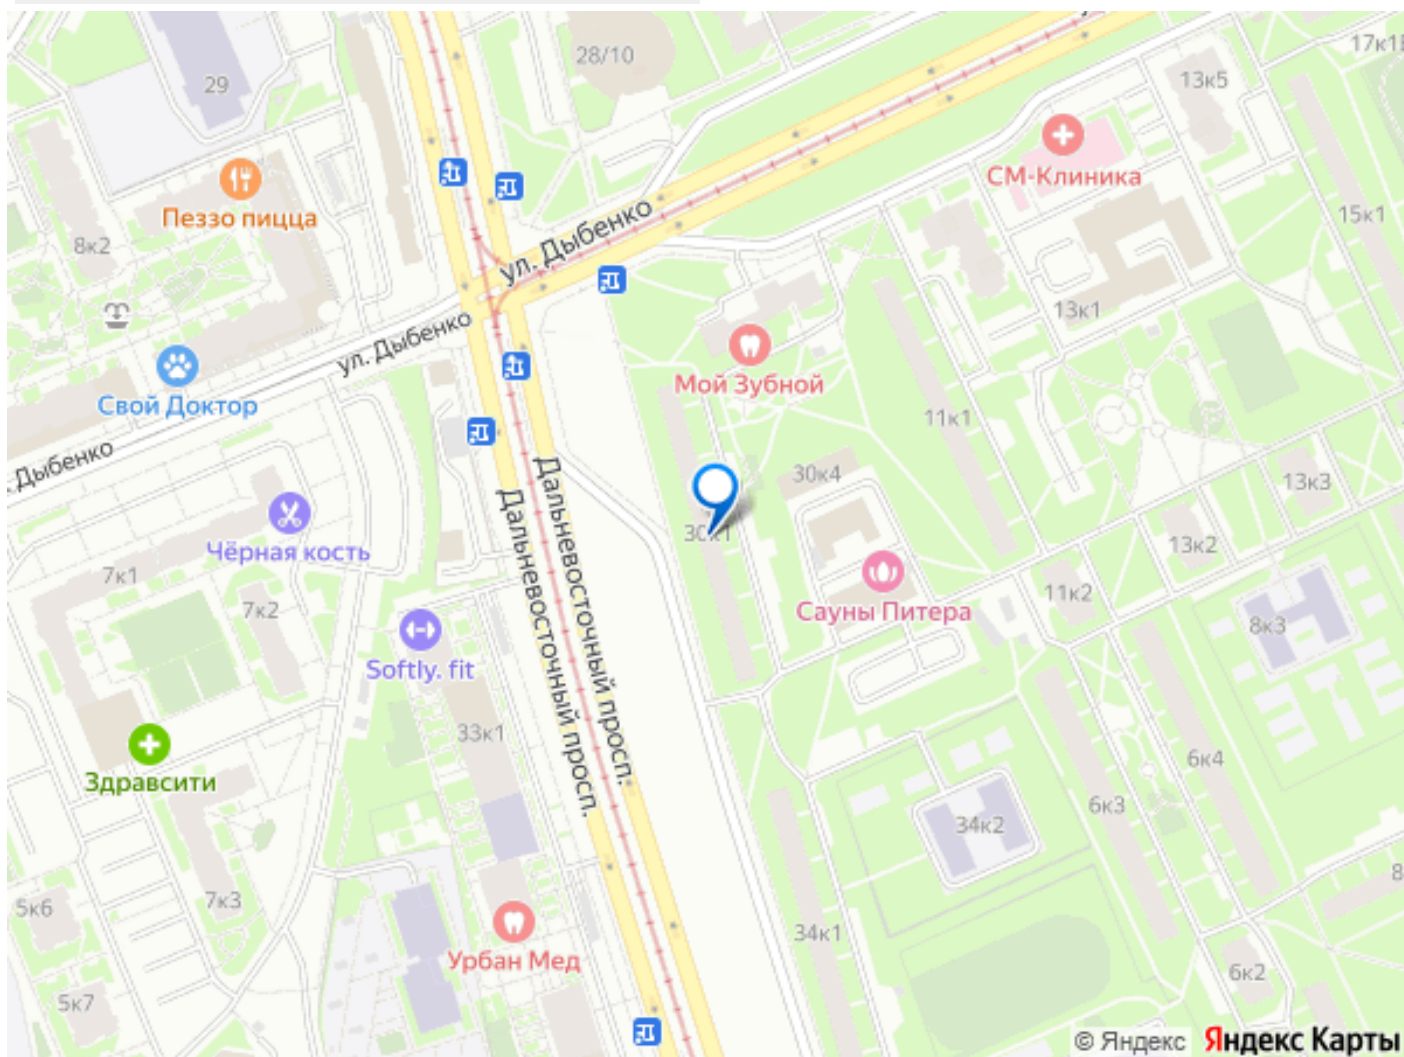 28/10
17к1
29
13к5
СМ-Клиника
Пеззо пицца
8к2
15к1
ул. Дыбенко
13к1
ул. Дыбенко
Мой Зубной
Свой Доктор
11к1
. Дыбенко
30к4
13к3
Чёрная кость
30к1
13к2
7к1
Дальневосточный просп.
Дальневосточный просп.
11к2
7к2
Сауны Питера
8к3
Softly. fit
33к1
6к4
Здравсити
6к3
34к2
8
5к6
7к3
34к1
Урбан Мед
6к2
5к7
© Яндекс Яндекс Карты